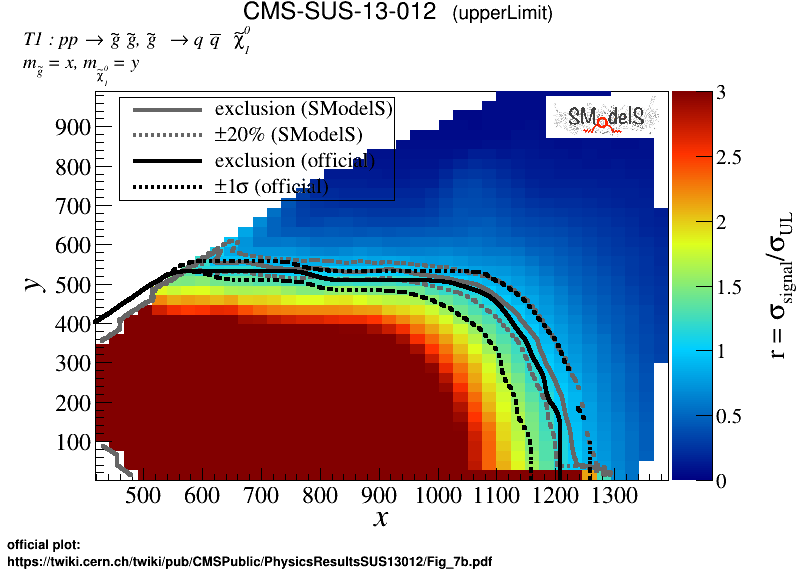 CMS-SUS-13-012 (upperLimit)
T1 : pp → g̃ g̃, g̃ → q q̅ χ̃⁰₁
m_g̃ = x, m_χ̃⁰₁ = y
exclusion (SModelS)
±20% (SModelS)
exclusion (official)
±1σ (official)
SModelS
900
800
700
600
500
400
300
200
100
y
500 600 700 800 900 1000 1100 1200 1300
x
3
2.5
2
1.5
1
0.5
0
r = σ_signal/σ_UL
official plot:
https://twiki.cern.ch/twiki/pub/CMSPublic/PhysicsResultsSUS13012/Fig_7b.pdf